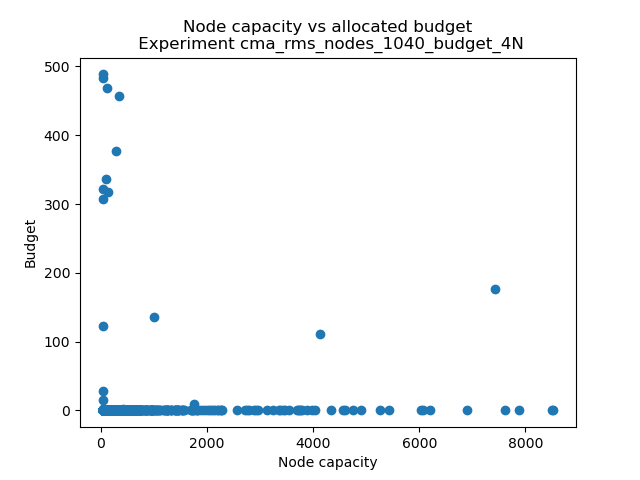 Node capacity vs allocated budget
Experiment cma_rms_nodes_1040_budget_4N
500
400
300
200
100
0
Budget
0 2000 4000 6000 8000
Node capacity